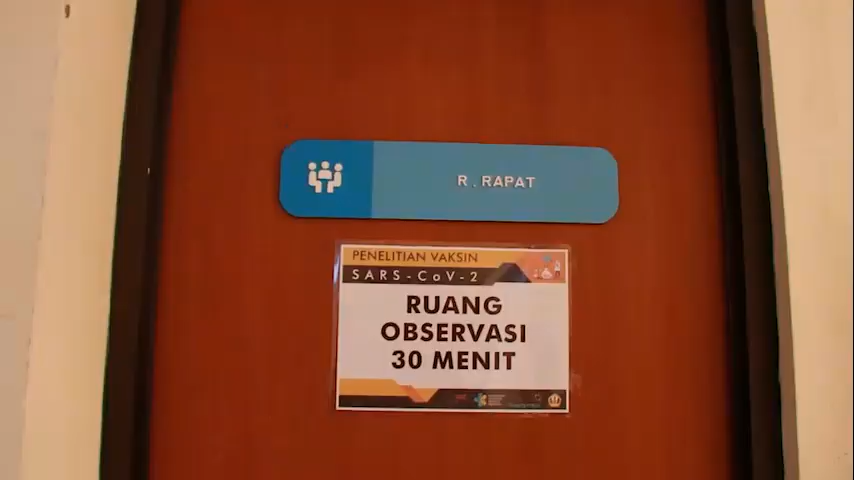 R. RAPAT
PENELITIAN VAKSIN
SARS-CoV-2
RUANG
OBSERVASI
30 MENIT